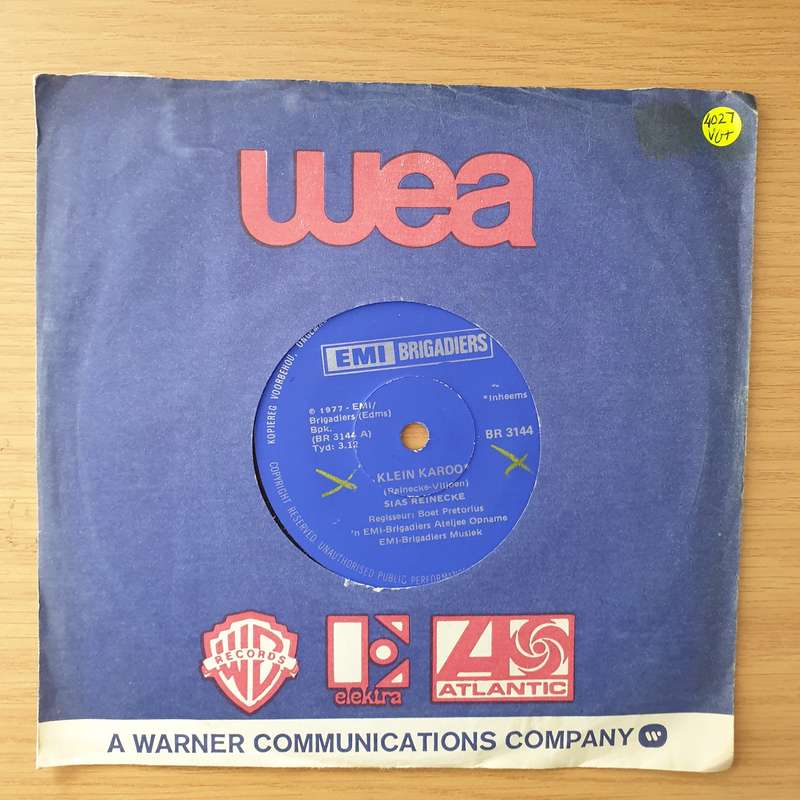 4027
VG+
wea
KOPIEREG VOORBEHOU,
EMI BRIGADIERS
℗ 1977 - EMI/
Brigadiers (Edms)
Bpk.
(BR 3144 A)
Tyd: 3.12
*Inheems
BR 3144
*KLEIN KAROO*
(Reinecke-Viljoen)
SIAS REINECKE
Regisseur: Boet Pretorius
'n EMI-Brigadiers Ateljee Opname
EMI-Brigadiers Musiek
COPYRIGHT RESERVED UNAUTHORISED PUBLIC PERFORMANCE
WB
RECORDS
elektra
ATLANTIC
A WARNER COMMUNICATIONS COMPANY